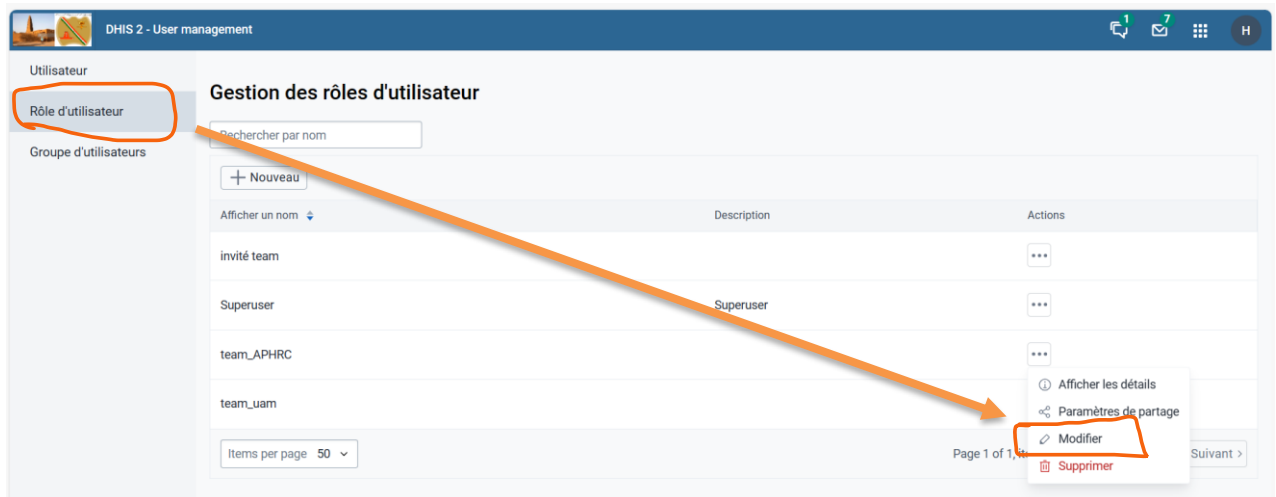 DHIS 2 - User management
1
7
H
Utilisateur
Rôle d'utilisateur
Groupe d'utilisateurs
Gestion des rôles d'utilisateur
Rechercher par nom
Nouveau
Afficher un nom Description Actions
invité team
Superuser Superuser
team_APHRC
team_uam
Afficher les détails
Paramètres de partage
Modifier
Supprimer
Items per page 50
Page 1 of 1,
Suivant